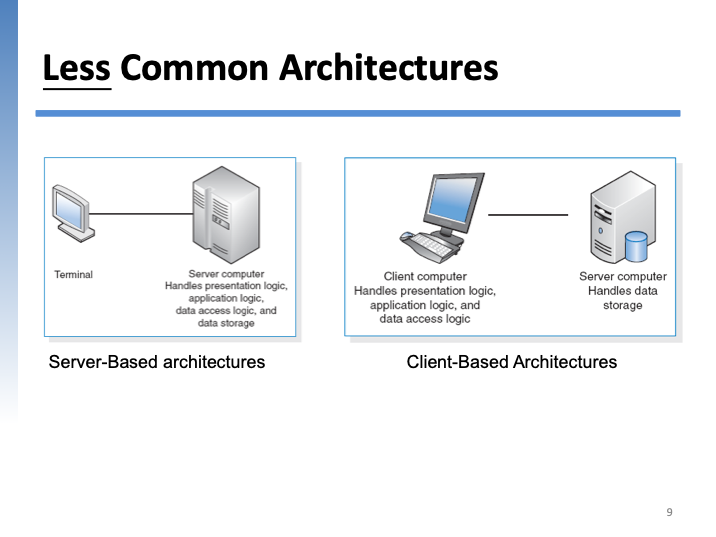 Less Common Architectures
Terminal
Server computer
Handles presentation logic,
application logic,
data access logic, and
data storage
Client computer
Handles presentation logic,
application logic, and
data access logic
Server computer
Handles data
storage
Server-Based architectures
Client-Based Architectures
9